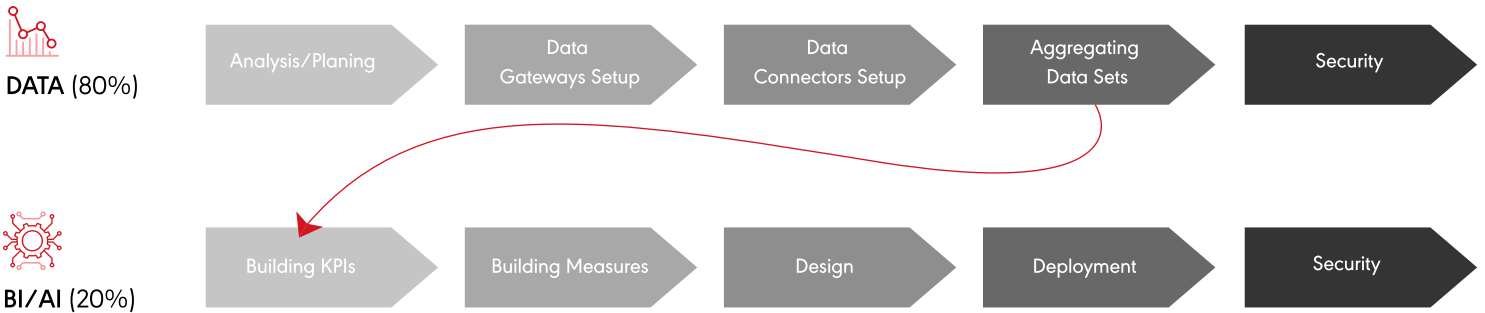 DATA (80%)
Analysis/Planing
Data
Gateways Setup
Data
Connectors Setup
Aggregating
Data Sets
Security
BI/AI (20%)
Building KPIs
Building Measures
Design
Deployment
Security